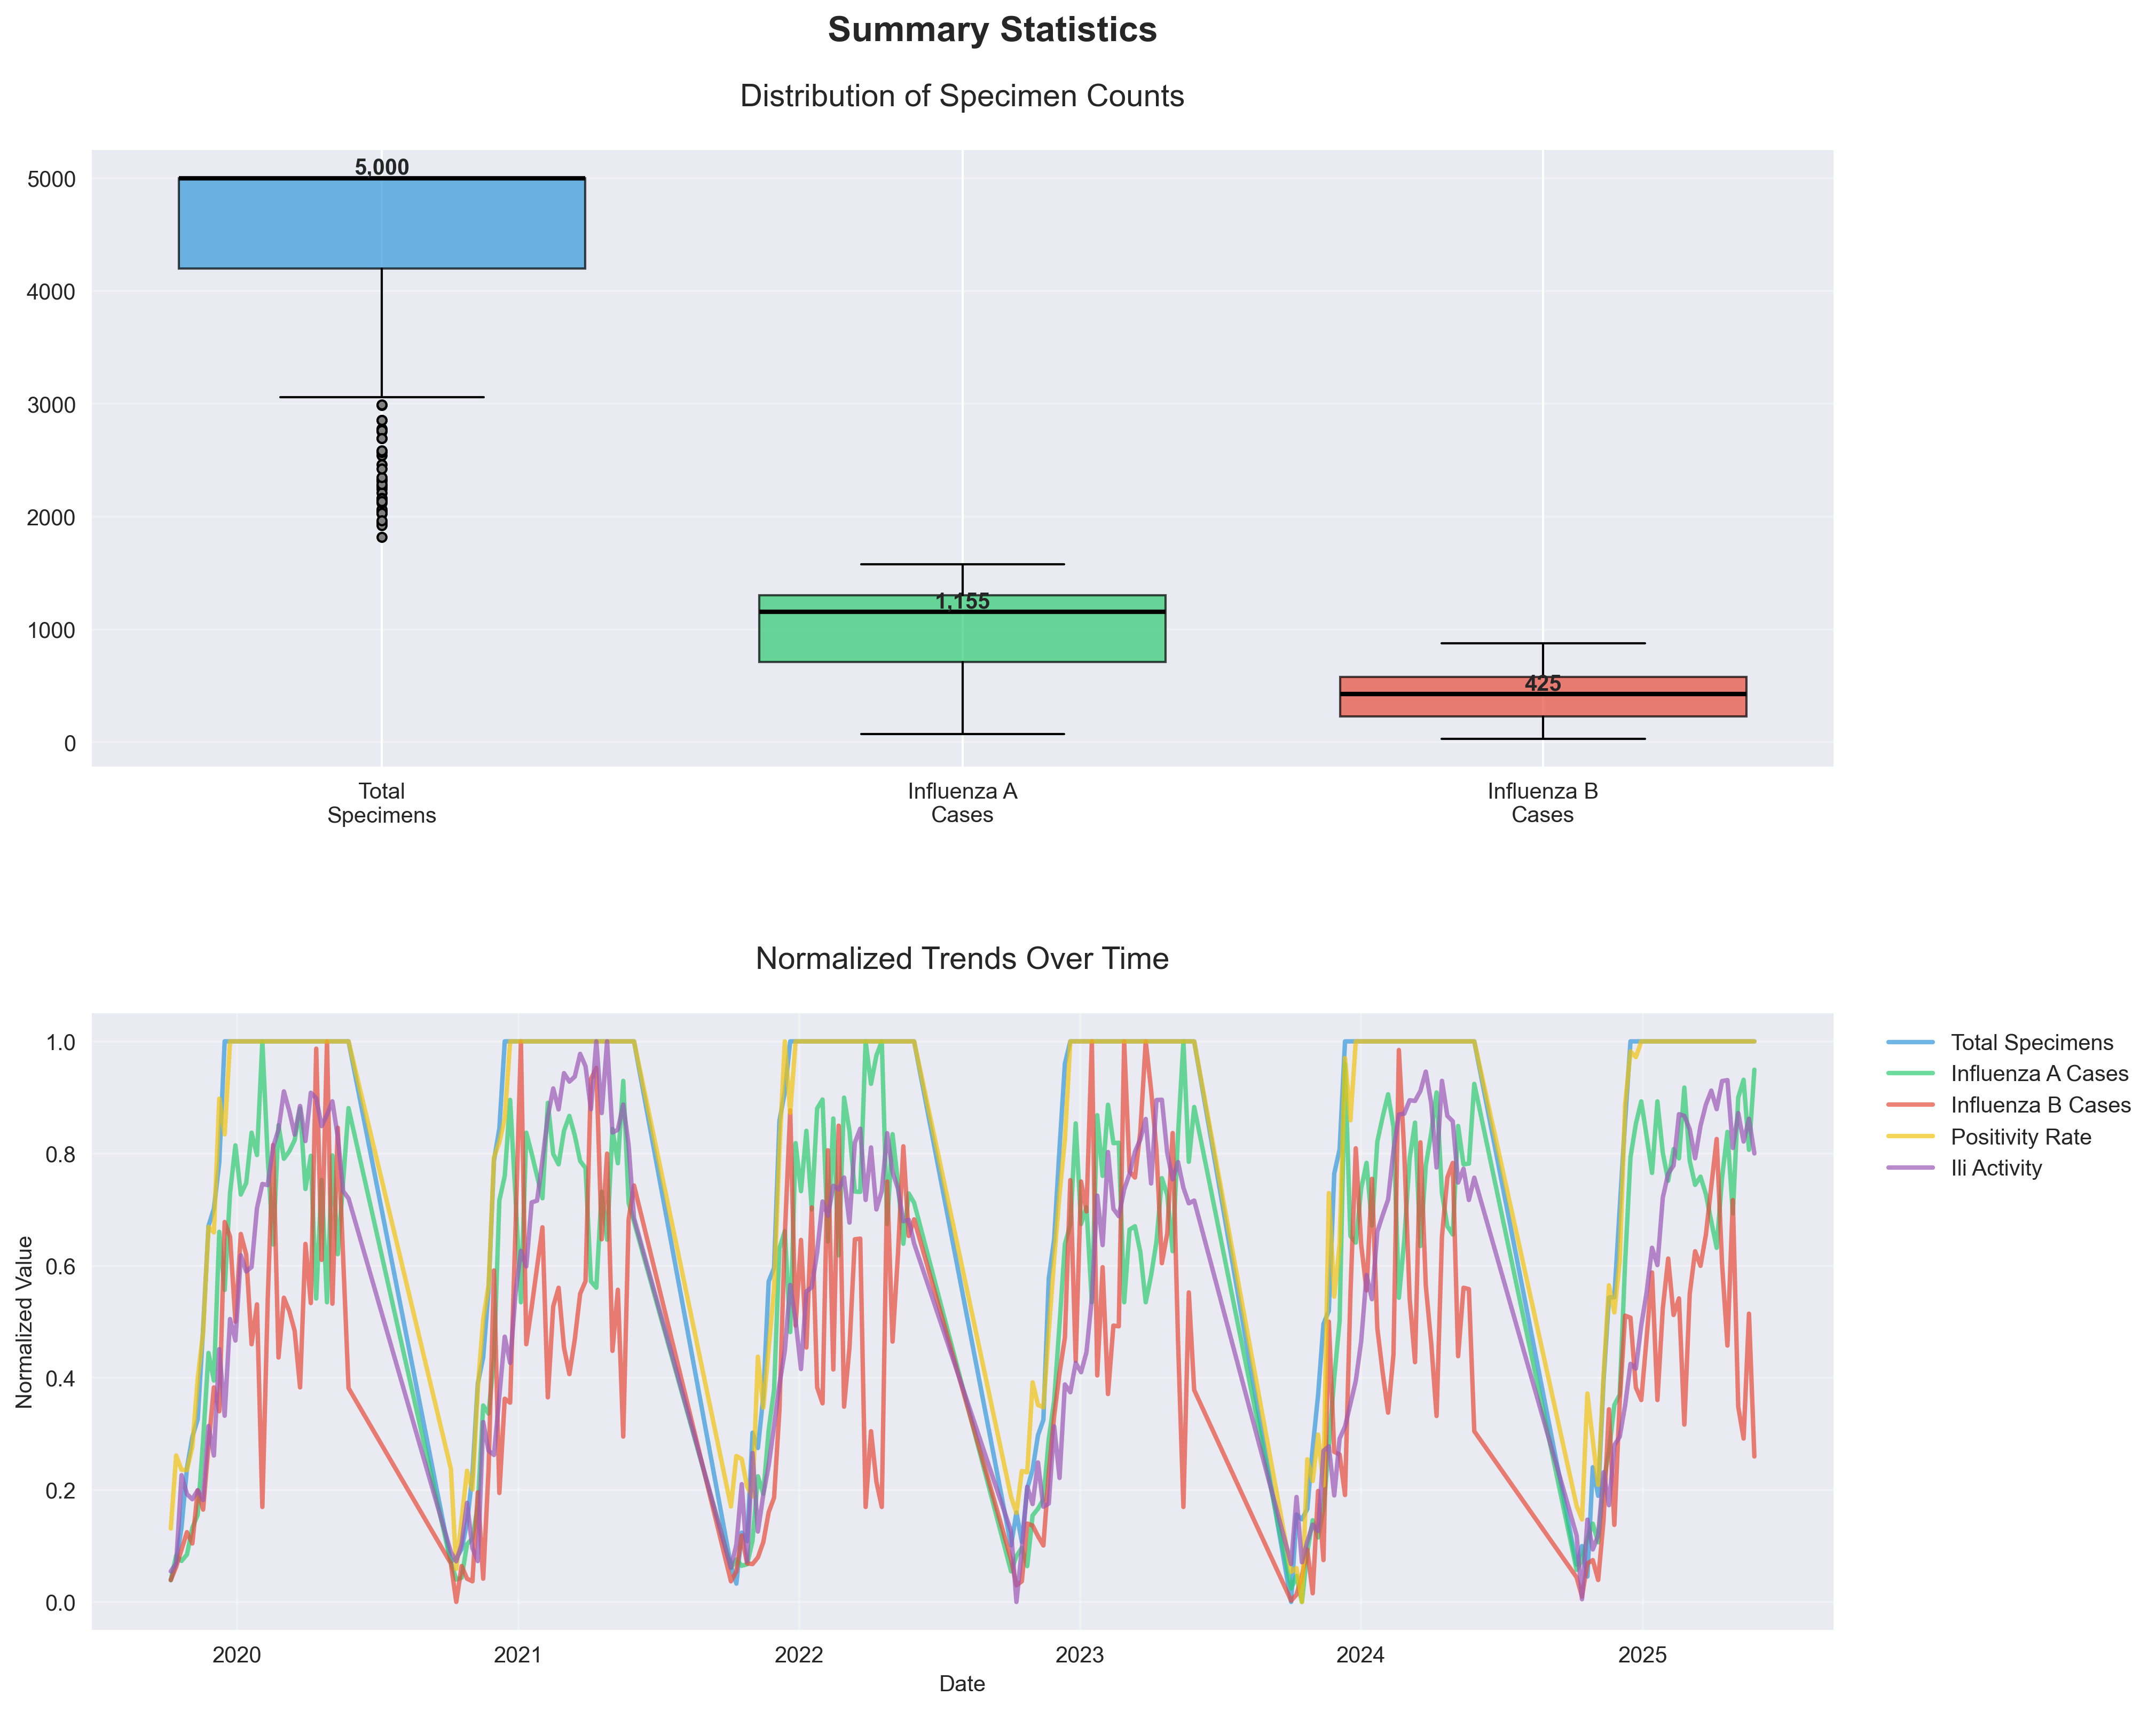 Summary Statistics
Distribution of Specimen Counts
5000
4000
3000
2000
1000
0
5,000
1,155
425
Total
Specimens
Influenza A
Cases
Influenza B
Cases
Normalized Trends Over Time
Normalized Value
1.0
0.8
0.6
0.4
0.2
0.0
2020
2021
2022
2023
2024
2025
Date
Total Specimens
Influenza A Cases
Influenza B Cases
Positivity Rate
Ili Activity